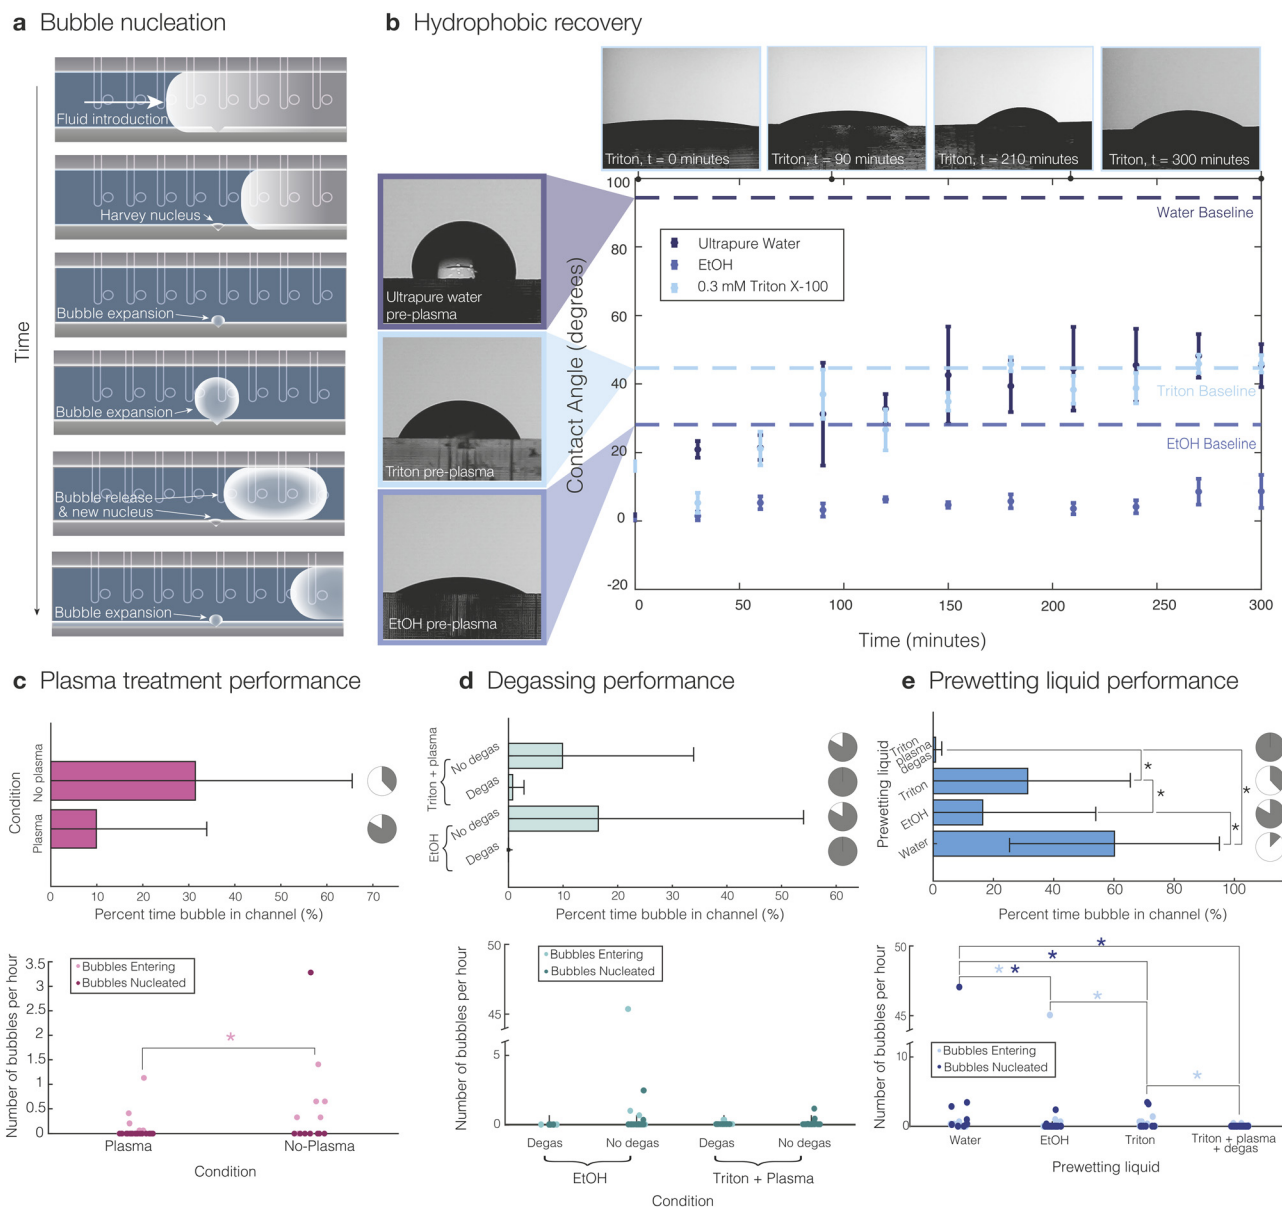 a Bubble nucleation
Time
Fluid introduction
Harvey nucleus
Bubble expansion
Bubble expansion
Bubble release
& new nucleus
Bubble expansion
b Hydrophobic recovery
Triton, t = 0 minutes
Triton, t = 90 minutes
Triton, t = 210 minutes
Triton, t = 300 minutes
Ultrapure water
pre-plasma
Triton pre-plasma
EtOH pre-plasma
Contact Angle (degrees)
100
80
60
40
20
0
-20
Water Baseline
Ultrapure Water
EtOH
0.3 mM Triton X-100
Triton Baseline
EtOH Baseline
0 50 100 150 200 250 300
Time (minutes)
c Plasma treatment performance
Condition
No plasma
Plasma
0 10 20 30 40 50 60 70
Percent time bubble in channel (%)
Number of bubbles per hour
3.5
3
2.5
2
1.5
1
0.5
0
Bubbles Entering
Bubbles Nucleated
*
Plasma No-Plasma
Condition
d Degassing performance
Triton + plasma
No degas
Degas
EtOH
No degas
Degas
0 10 20 30 40 50 60
Percent time bubble in channel (%)
Number of bubbles per hour
50
45
5
0
Bubbles Entering
Bubbles Nucleated
Degas No degas Degas No degas
EtOH Triton + Plasma
Condition
e Prewetting liquid performance
Prewetting liquid
Triton
plasma
degas
Triton
EtOH
Water
*
*
*
0 20 40 60 80 100
Percent time bubble in channel (%)
Number of bubbles per hour
50
45
10
0
*
*
* *
*
*
Bubbles Entering
Bubbles Nucleated
Water EtOH Triton Triton + plasma
+ degas
Prewetting liquid